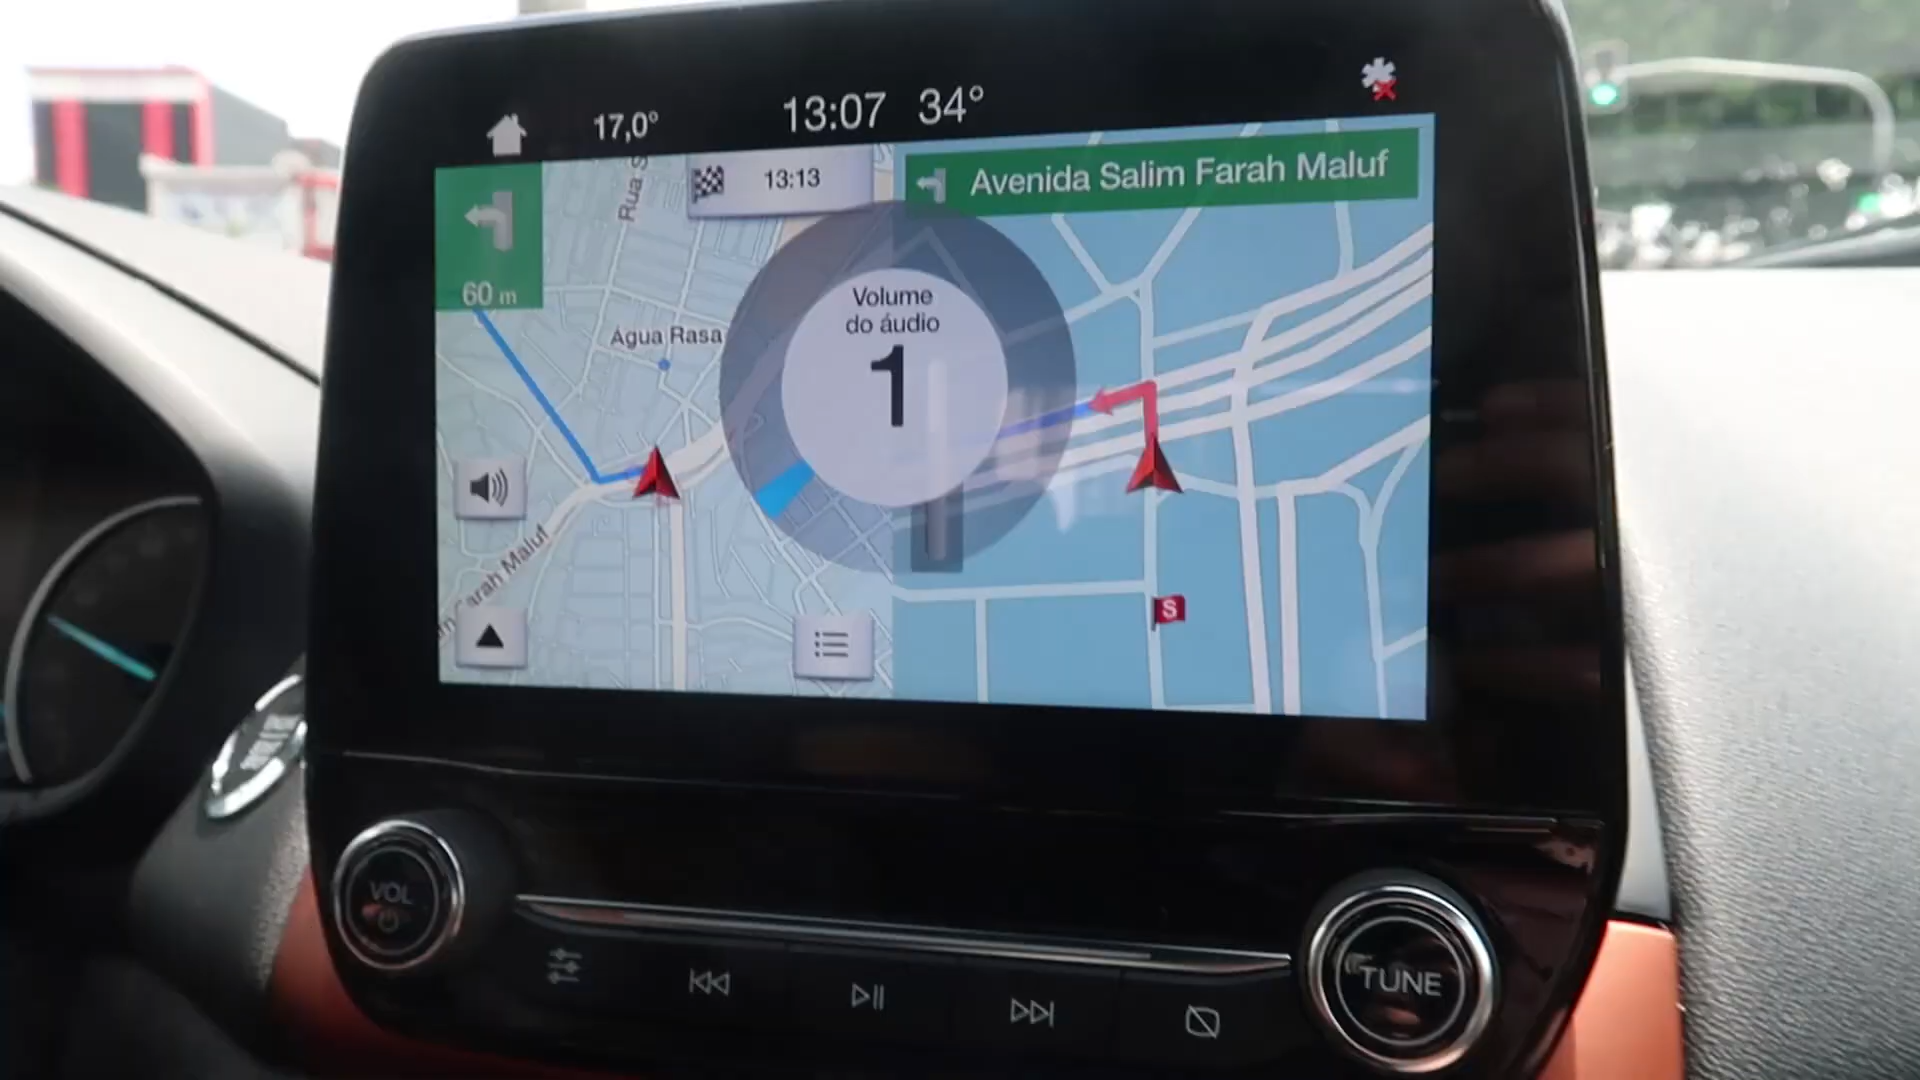 17,0°
13:07
34°
13:13
Avenida Salim Farah Maluf
60 m
Rua S
Volume
do áudio
1
Água Rasa
m Farah Maluf
S
VOL
TUNE